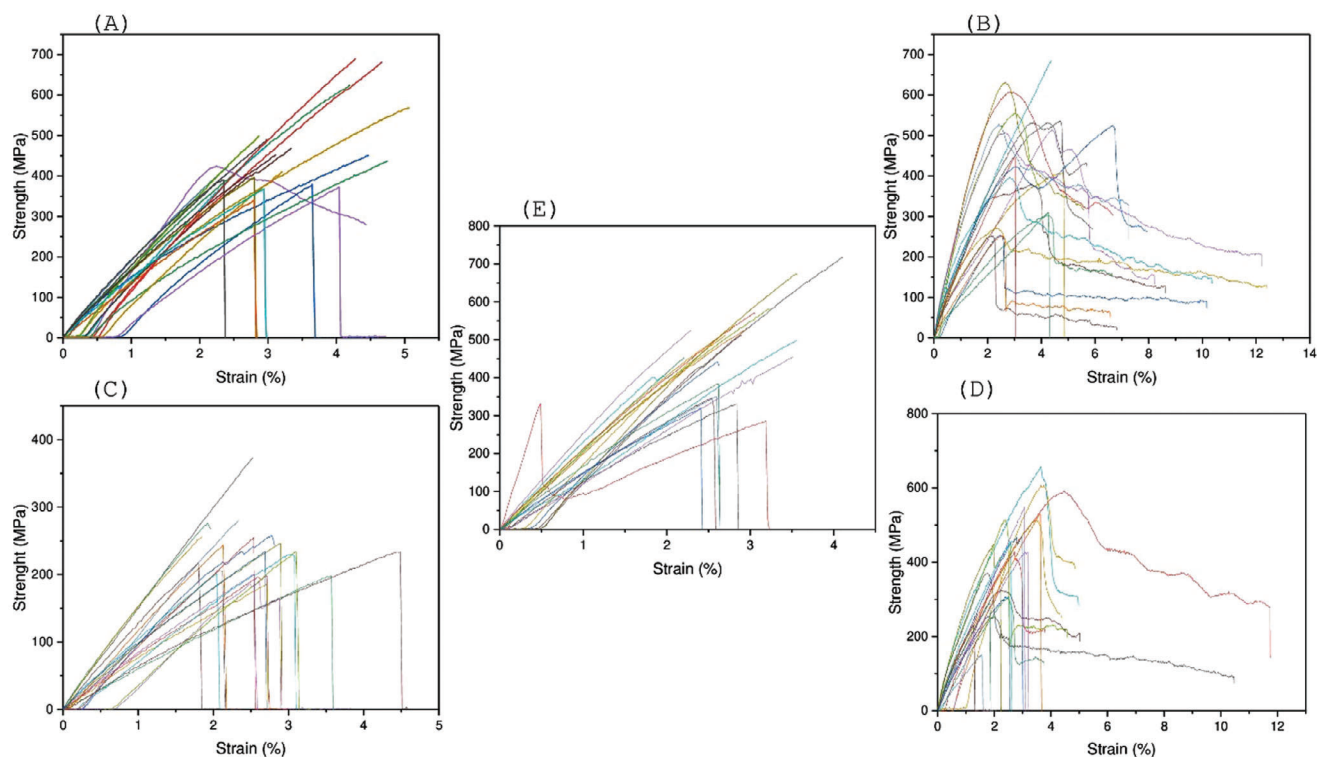 (A)
700
600
500
400
300
200
100
0
Strength (MPa)
0 1 2 3 4 5
Strain (%)
(B)
700
600
500
400
300
200
100
0
Strength (MPa)
0 2 4 6 8 10 12 14
Strain (%)
(E)
800
700
600
500
400
300
200
100
0
Strength (MPa)
0 1 2 3 4
Strain (%)
(C)
400
300
200
100
0
Strenght (MPa)
0 1 2 3 4 5
Strain (%)
(D)
800
600
400
200
0
Strength (MPa)
0 2 4 6 8 10 12
Strain (%)